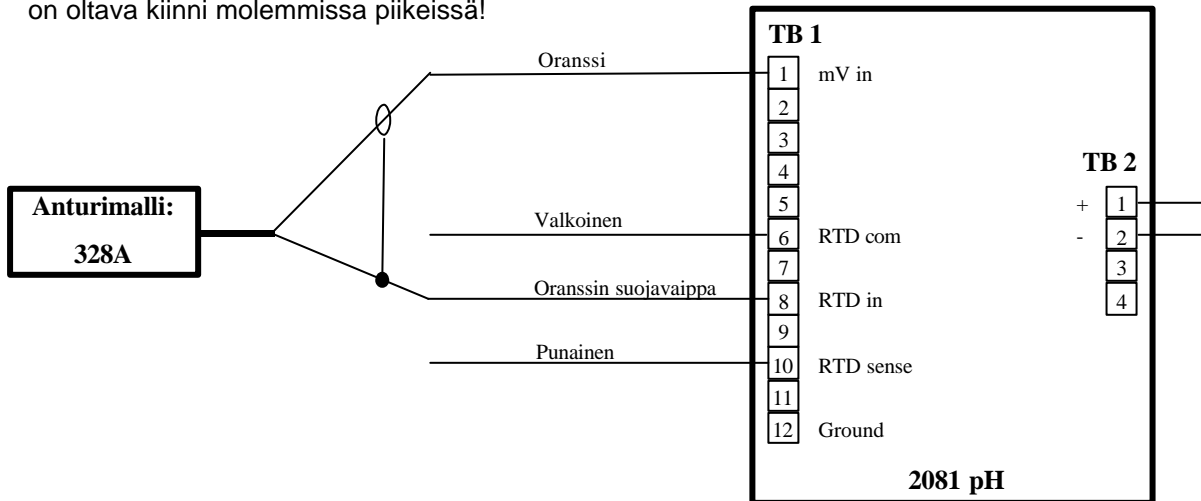 on oltava kiinni molemmissa piikeissä!
TB 1
Oranssi
1 mV in
2
3
4
TB 2
5
+ 1
Anturimalli:
328A
Valkoinen
6 RTD com
- 2
7
3
Oranssin suojavaippa
8 RTD in
4
9
Punainen
10 RTD sense
11
12 Ground
2081 pH